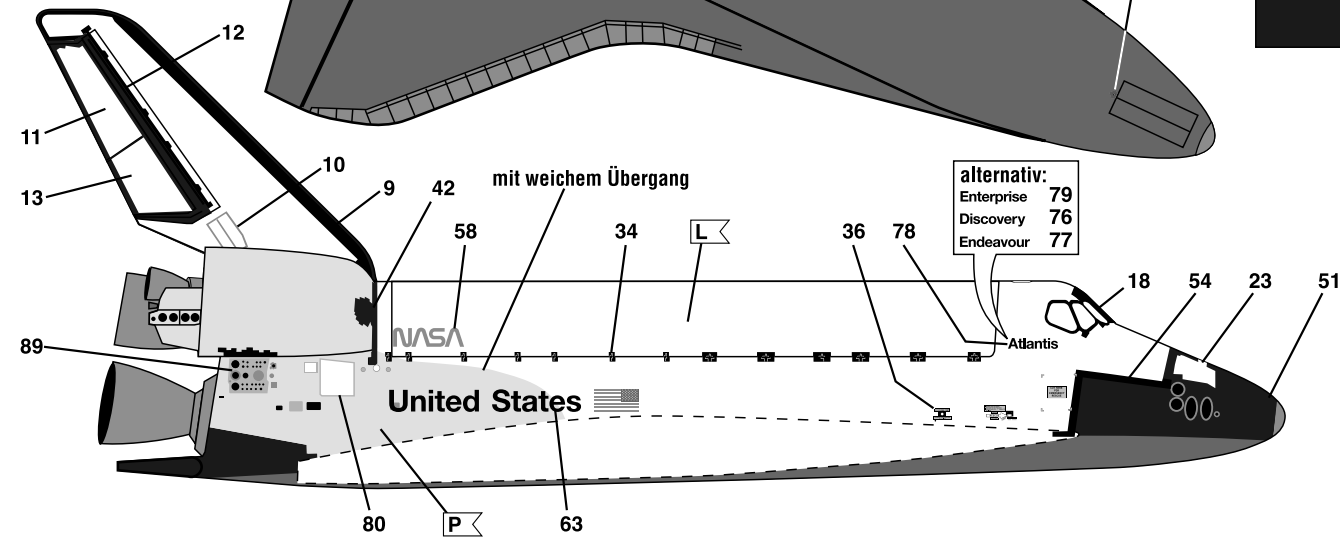 12
11
13
10
9
42
mit weichem Übergang
58
34
L
36
78
alternativ:
Enterprise 79
Discovery 76
Endeavour 77
18
54
23
51
NASA
Atlantis
89
United States
80
P
63